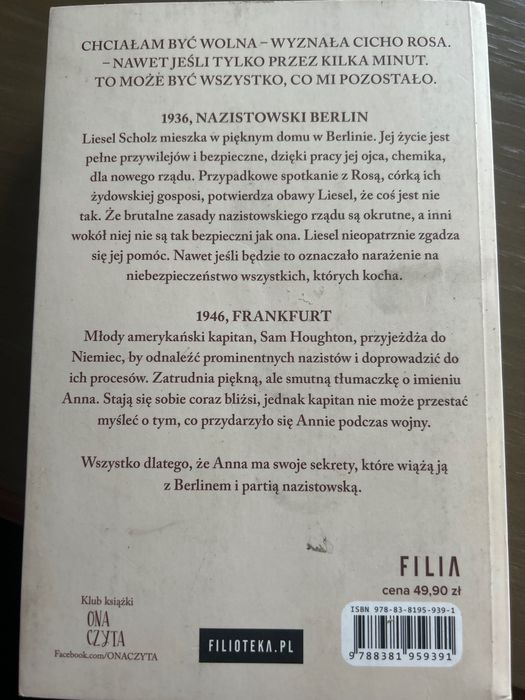 CHCIAŁAM BYĆ WOLNA – WYZNAŁA CICHO ROSA.
– NAWET JEŚLI TYLKO PRZEZ KILKA MINUT.
TO MOŻE BYĆ WSZYSTKO, CO MI POZOSTAŁO.
1936, NAZISTOWSKI BERLIN
Liesel Scholz mieszka w pięknym domu w Berlinie. Jej życie jest
pełne przywilejów i bezpieczne, dzięki pracy jej ojca, chemika,
dla nowego rządu. Przypadkowe spotkanie z Rosą, córką ich
żydowskiej gosposi, potwierdza obawy Liesel, że coś jest nie
tak. Że brutalne zasady nazistowskiego rządu są okrutne, a inni
wokół niej nie są tak bezpieczni jak ona. Liesel nieopatrznie zgadza
się jej pomóc. Nawet jeśli będzie to oznaczało narażenie na
niebezpieczeństwo wszystkich, których kocha.
1946, FRANKFURT
Młody amerykański kapitan, Sam Houghton, przyjeżdża do
Niemiec, by odnaleźć prominentnych nazistów i doprowadzić do
ich procesów. Zatrudnia piękną, ale smutną tłumaczkę o imieniu
Anna. Stają się sobie coraz bliżsi, jednak kapitan nie może przestać
myśleć o tym, co przydarzyło się Annie podczas wojny.
Wszystko dlatego, że Anna ma swoje sekrety, które wiążą ją
z Berlinem i partią nazistowską.
FILIA
cena 49,90 zł
ISBN 978-83-8195-939-1
9 788381 959391
Klub książki
ONA
CZYTA
Facebook.com/ONACZYTA
FILIOTEKA.PL